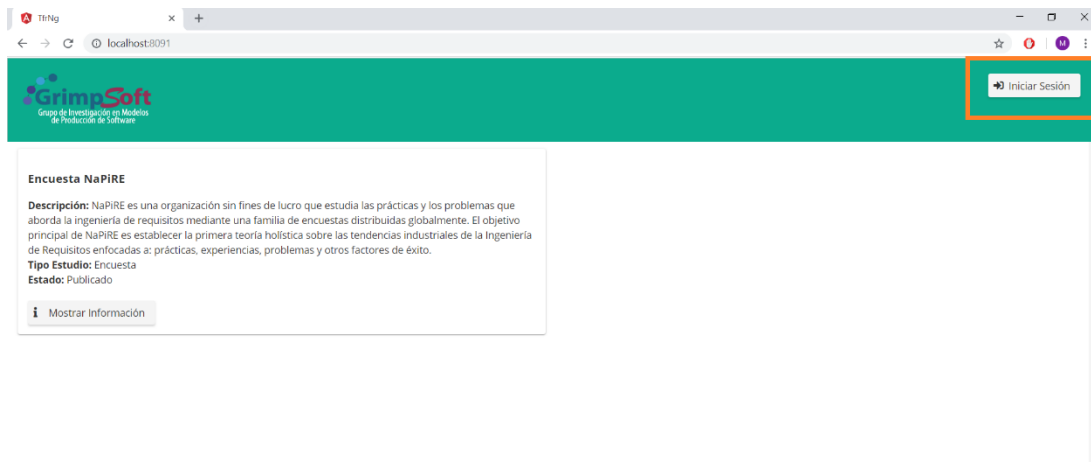 TfrNg
localhost:8091
M
GrimpSoft
Grupo de Investigación en Modelos
de Producción de Software
Iniciar Sesión
Encuesta NaPiRE
Descripción: NaPiRE es una organización sin fines de lucro que estudia las prácticas y los problemas que
aborda la ingeniería de requisitos mediante una familia de encuestas distribuidas globalmente. El objetivo
principal de NaPiRE es establecer la primera teoría holística sobre las tendencias industriales de la Ingeniería
de Requisitos enfocadas a: prácticas, experiencias, problemas y otros factores de éxito.
Tipo Estudio: Encuesta
Estado: Publicado
Mostrar Información